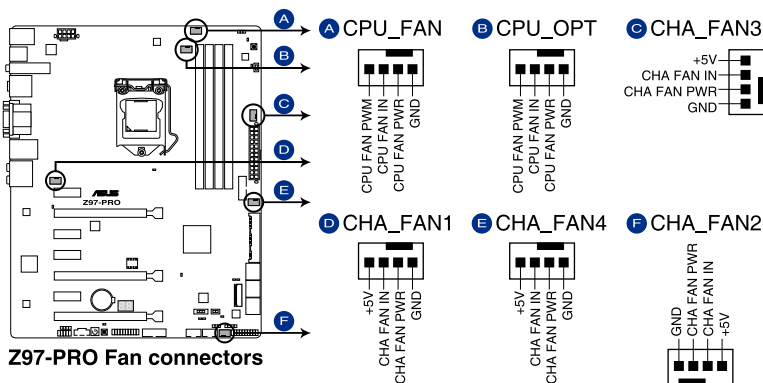 A
B
C
D
E
F
ASUS
Z97-PRO
Z97-PRO Fan connectors
A CPU_FAN
CPU FAN PWM
CPU FAN IN
CPU FAN PWR
GND
B CPU_OPT
CPU FAN PWM
CPU FAN IN
CPU FAN PWR
GND
C CHA_FAN3
+5V
CHA FAN IN
CHA FAN PWR
GND
D CHA_FAN1
+5V
CHA FAN IN
CHA FAN PWR
GND
E CHA_FAN4
+5V
CHA FAN IN
CHA FAN PWR
GND
F CHA_FAN2
GND
CHA FAN PWR
CHA FAN IN
+5V